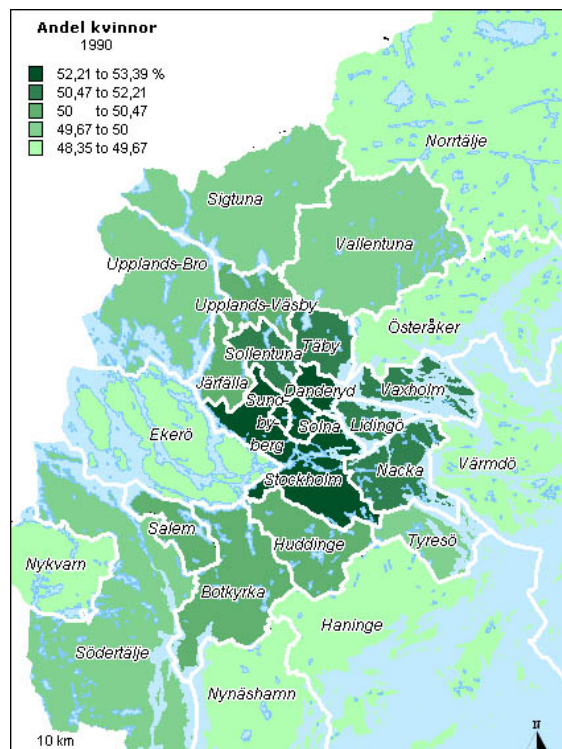 Andel kvinnor
1990
52,21 to 53,39 %
50,47 to 52,21
50 to 50,47
49,67 to 50
48,35 to 49,67
Norrtälje
Sigtuna
Vallentuna
Upplands-Bro
Upplands-Väsby
Österåker
Täby
Sollentuna
Järfälla
Danderyd
Vaxholm
Sund
by-
berg
Solna
Lidingö
Ekerö
Värmdö
Nacka
Stockholm
Salem
Huddinge
Tyresö
Nykvarn
Botkyrka
Haninge
Södertälje
Nynäshamn
10 km
N